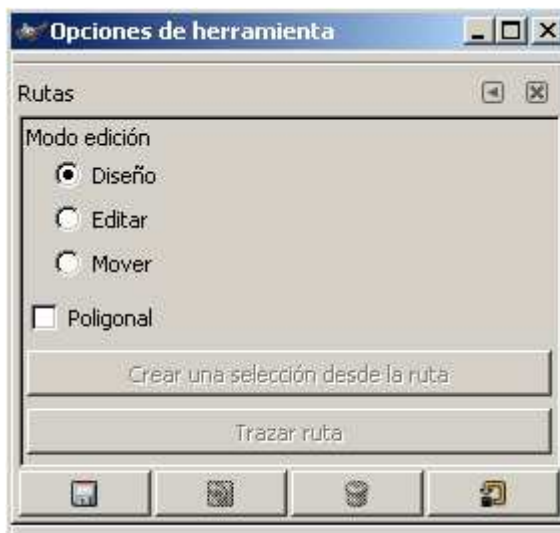 Opciones de herramienta
Rutas
Modo edición
Diseño
Editar
Mover
Poligonal
Crear una selección desde la ruta
Trazar ruta